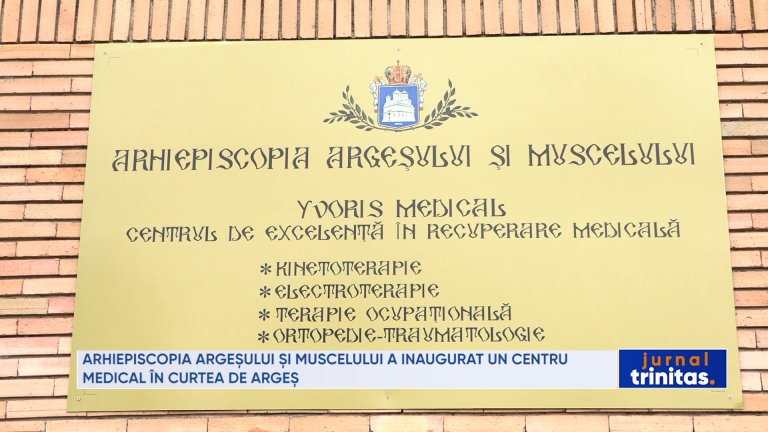 ARHIEPISCOPIA ARGEȘULUI ȘI MUSCELULUI
YVORIS MEDICAL
CENTRUL DE EXCELENTĂ ÎN RECUPERARE MEDICALĂ
*KINETOTERAPIE
*ELECTROTERAPIE
*TERAPIE OCUPAȚIONALĂ
*ORTOPEDIE-TRAUMATOLOGIE
ARHIEPISCOPIA ARGEȘULUI ȘI MUSCELULUI A INAUGURAT UN CENTRU
MEDICAL ÎN CURTEA DE ARGEȘ
jurnal
trinitas.